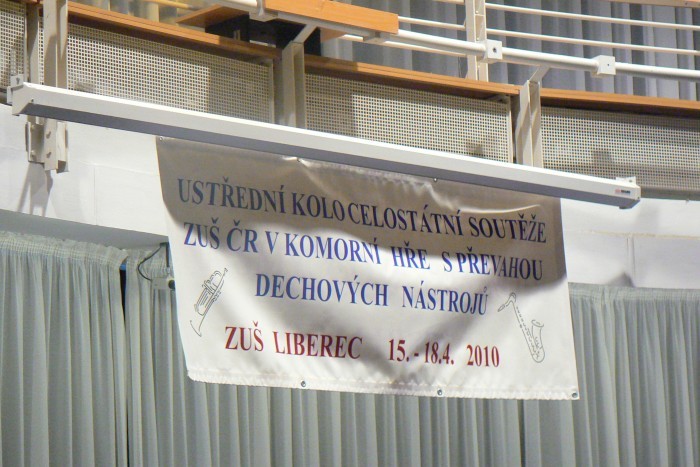 USTŘEDNÍ KOLO CELOSTÁTNÍ SOUTĚŽE
ZUŠ ČR V KOMORNÍ HŘE S PŘEVAHOU
DECHOVÝCH NÁSTROJŮ
ZUŠ LIBEREC 15.-18.4. 2010